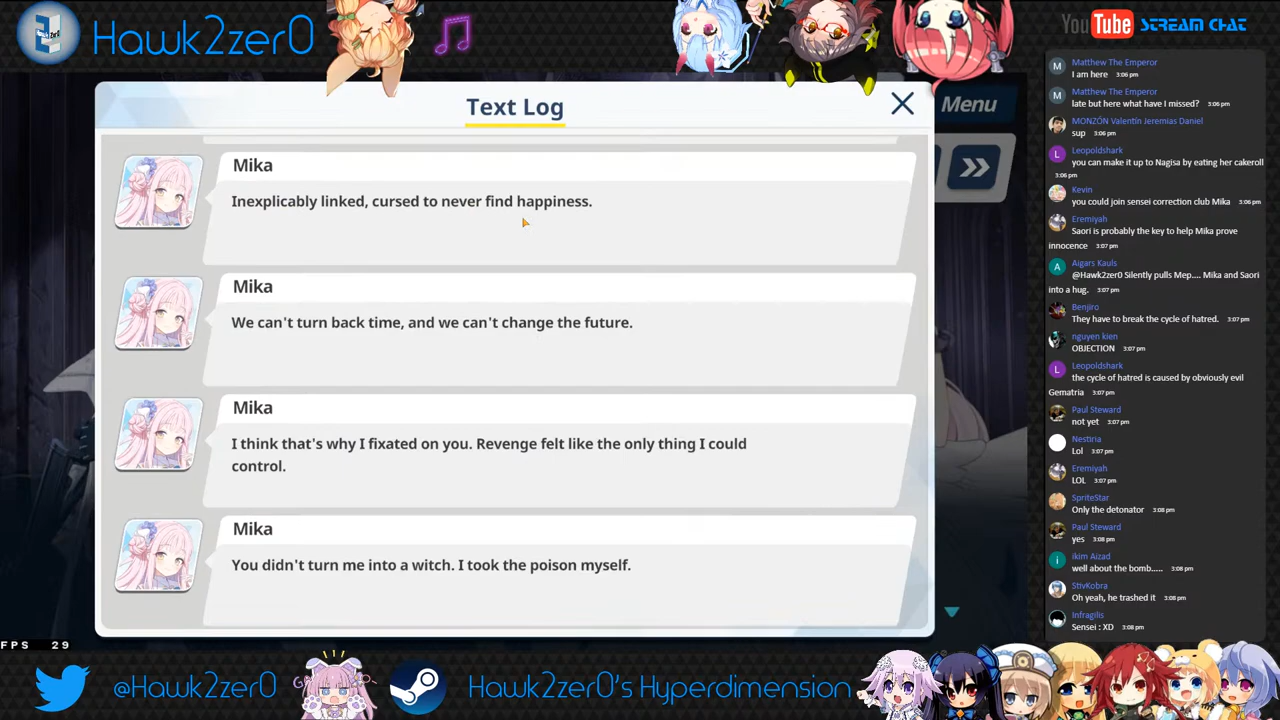 Hawk2zer0
You Tube STREAM CHAT
Text Log
Menu
Mika
Inexplicably linked, cursed to never find happiness.
Mika
We can't turn back time, and we can't change the future.
Mika
I think that's why I fixated on you. Revenge felt like the only thing I could
control.
Mika
You didn't turn me into a witch. I took the poison myself.
M
Matthew The Emperor
I am here 3:06 pm
M
Matthew The Emperor
late but here what have I missed? 3:06 pm
MONZÓN Valentín Jeremias Daniel
sup 3:06 pm
L
Leopoldshark
you can make it up to Nagisa by eating her cakeroll
3:06 pm
Kevin
you could join sensei correction club Mika 3:06 pm
Eremiyah
Saori is probably the key to help Mika prove
innocence 3:07 pm
A
Aigars Kauls
@Hawk2zer0 Silently pulls Mep.... Mika and Saori
into a hug. 3:07 pm
Benjiro
They have to break the cycle of hatred. 3:07 pm
nguyen kien
OBJECTION 3:07 pm
L
Leopoldshark
the cycle of hatred is caused by obviously evil
Gematria 3:07 pm
Paul Steward
not yet 3:07 pm
Nestiria
Lol 3:07 pm
Eremiyah
LOL 3:07 pm
SpriteStar
Only the detonator 3:08 pm
Paul Steward
yes 3:08 pm
ikim Aizad
well about the bomb..... 3:08 pm
StivKobra
Oh yeah, he trashed it 3:08 pm
Infragilis
Sensei : XD 3:08 pm
FPS 29
@Hawk2zer0
Hawk2zer0's Hyperdimension